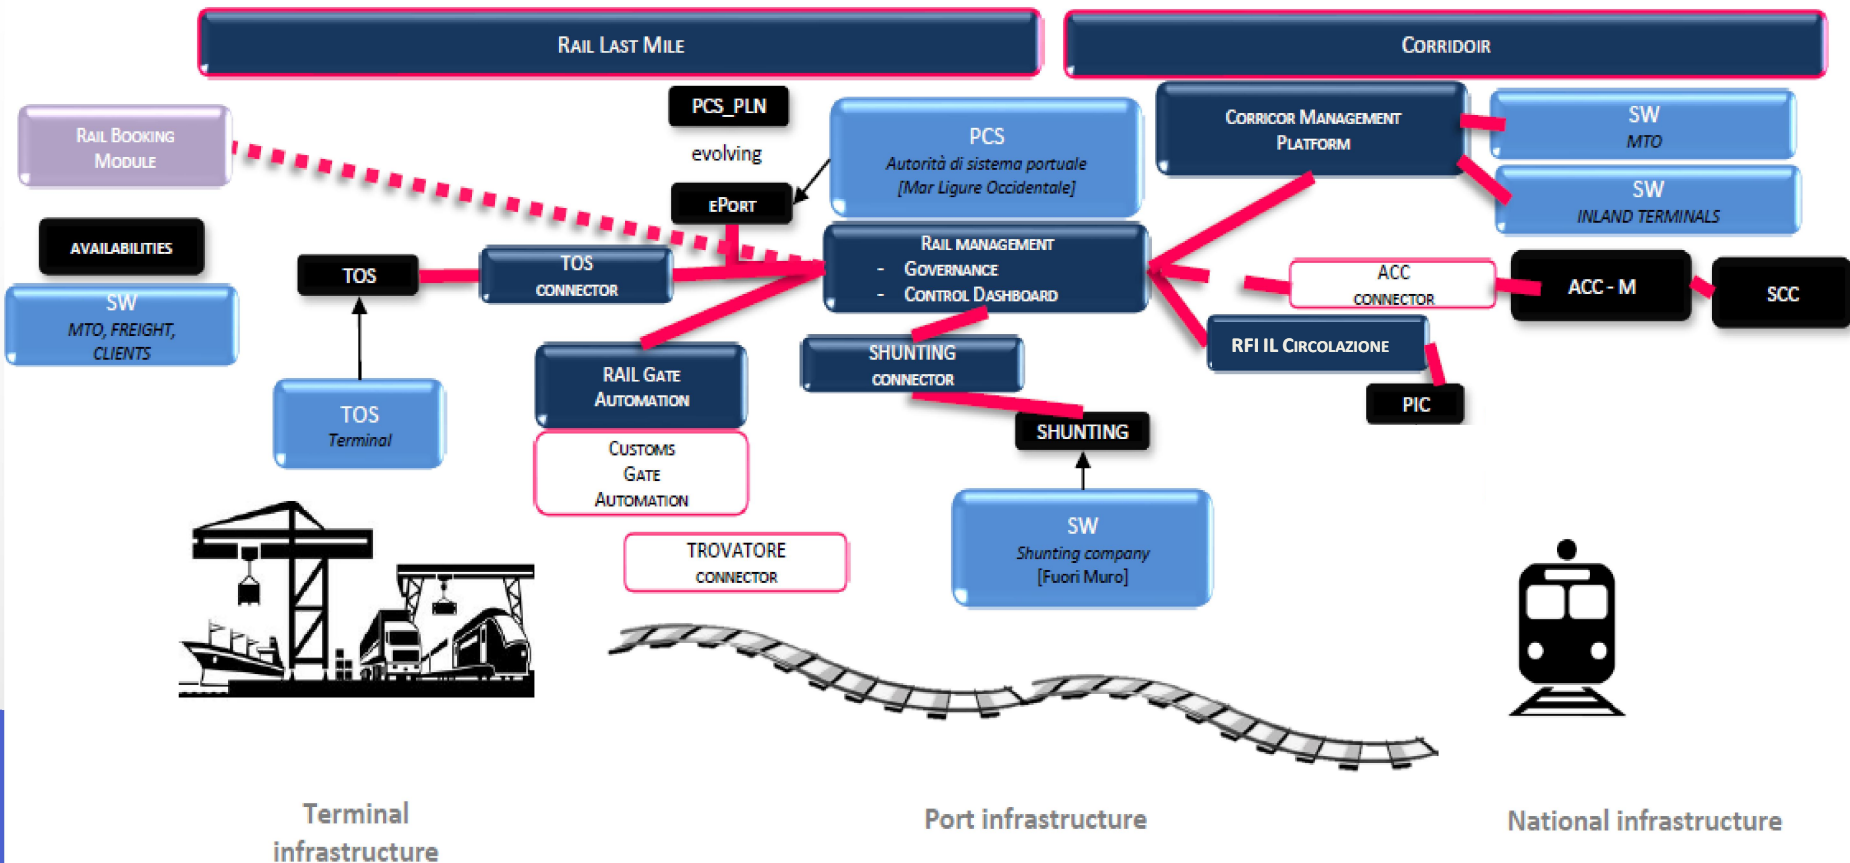 RAIL LAST MILE
CORRIDOIR
RAIL BOOKING
MODULE
AVAILABILITIES
SW
MTO, FREIGHT,
CLIENTS
TOS
TOS
Terminal
TOS
CONNECTOR
PCS_PLN
evolving
EPORT
PCS
Autorità di sistema portuale
[Mar Ligure Occidentale]
RAIL MANAGEMENT
- GOVERNANCE
- CONTROL DASHBOARD
RAIL GATE
AUTOMATION
CUSTOMS
GATE
AUTOMATION
TROVATORE
CONNECTOR
SHUNTING
CONNECTOR
SHUNTING
SW
Shunting company
[Fuori Muro]
CORRICOR MANAGEMENT
PLATFORM
SW
MTO
SW
INLAND TERMINALS
ACC
CONNECTOR
ACC - M
SCC
RFI IL CIRCOLAZIONE
PIC
Terminal
infrastructure
Port infrastructure
National infrastructure